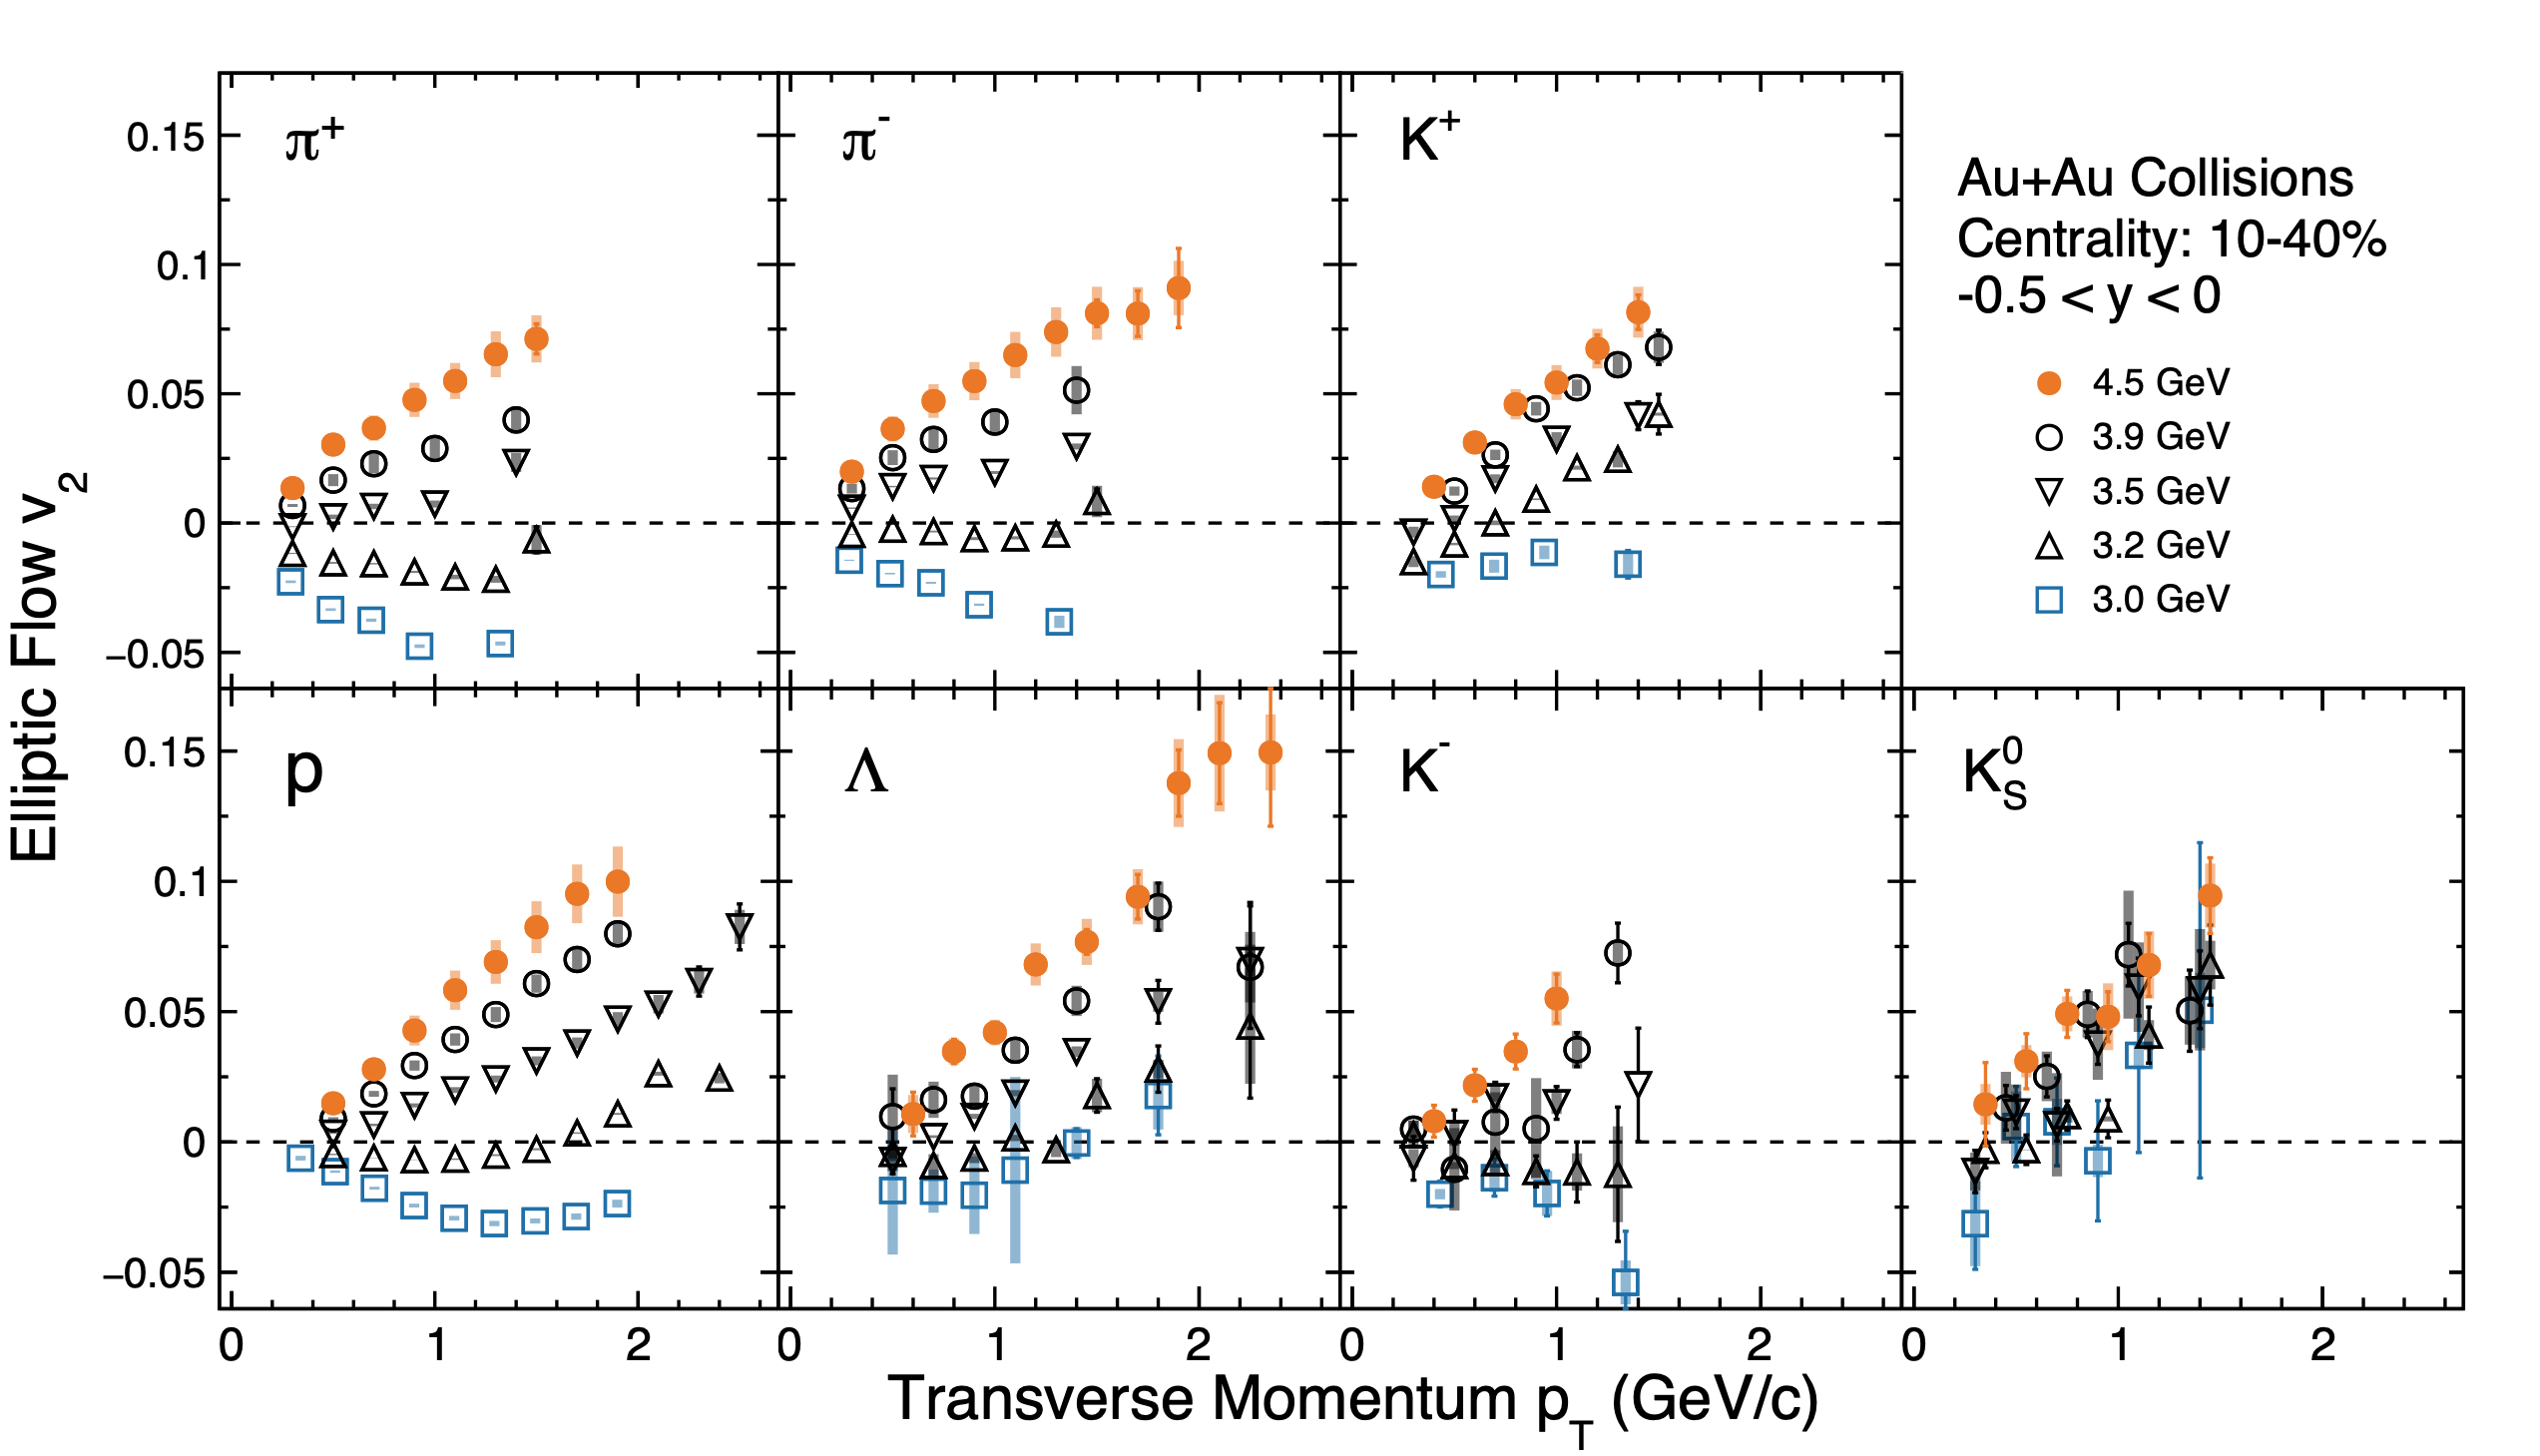 Elliptic Flow v2
π+
π-
K+
Au+Au Collisions
Centrality: 10-40%
-0.5 < y < 0
4.5 GeV
3.9 GeV
3.5 GeV
3.2 GeV
3.0 GeV
0.15
0.1
0.05
0
−0.05
p
Λ
K-
K0S
0.15
0.1
0.05
0
−0.05
0 1 2 0 1 2 0 1 2 0 1 2
Transverse Momentum pT (GeV/c)